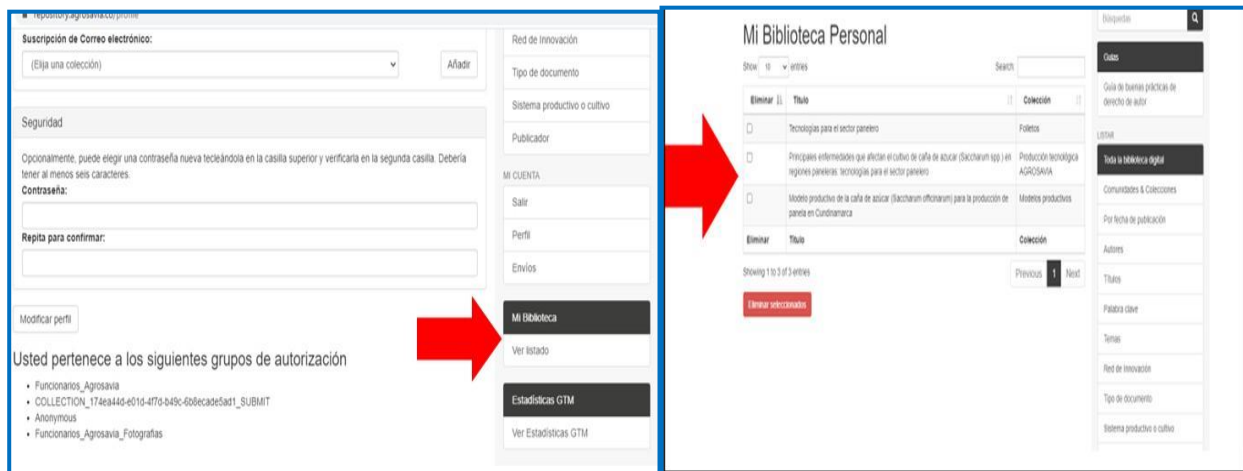 repository.agrosavia.co/profile
Suscripción de Correo electrónico:
(Elija una colección)
Añadir
Seguridad
Opcionalmente, puede elegir una contraseña nueva tecleándola en la casilla superior y verificarla en la segunda casilla. Debería
tener al menos seis caracteres.
Contraseña:
Repita para confirmar:
Modificar perfil
Usted pertenece a los siguientes grupos de autorización
Funcionarios_Agrosavia
COLLECTION_174ea44d-e01d-4f7d-b49c-6b8ecade5ad1_SUBMIT
Anonymous
Funcionarios_Agrosavia_Fotografias
Red de Innovación
Tipo de documento
Sistema productivo o cultivo
Publicador
MI CUENTA
Salir
Perfil
Envíos
Mi Biblioteca
Ver listado
Estadísticas GTM
Ver Estadísticas GTM
Mi Biblioteca Personal
Show 10 entries
Search:
Eliminar Título Colección
Tecnologías para el sector panelero Folletos
Principales enfermedades que afectan el cultivo de caña de azucar (Saccharum spp.) en Producción tecnológica
regiones paneleras: tecnologías para el sector panelero AGROSAVIA
Modelo productivo de la caña de azúcar (Saccharum officinarum) para la producción de Modelos productivos
panela en Cundinamarca
Eliminar Título Colección
Showing 1 to 3 of 3 entries
Previous 1 Next
Eliminar seleccionados
Búsquedas
Guías
Guía de buenas prácticas de
derecho de autor
LISTAR
Toda la biblioteca digital
Comunidades & Colecciones
Por fecha de publicación
Autores
Títulos
Palabra clave
Temas
Red de Innovación
Tipo de documento
Sistema productivo o cultivo